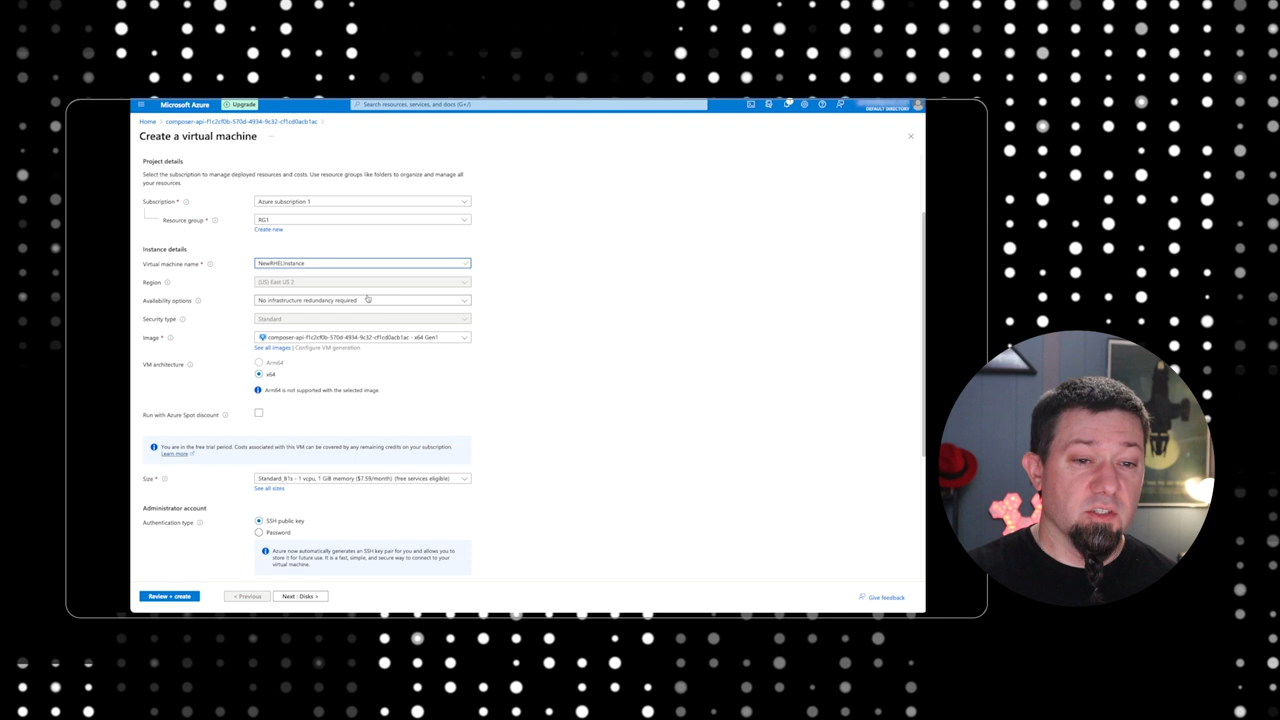 Microsoft Azure
Upgrade
Search resources, services, and docs (G+/)
DEFAULT DIRECTORY
Home > composer-api-f1c2cf0b-570d-4934-9c32-cf1cd0acb1ac >
Create a virtual machine ...
Project details
Select the subscription to manage deployed resources and costs. Use resource groups like folders to organize and manage all
your resources.
Subscription * Azure subscription 1
Resource group * RG1
Create new
Instance details
Virtual machine name * NewRHELInstance
Region (US) East US 2
Availability options No infrastructure redundancy required
Security type Standard
Image * composer-api-f1c2cf0b-570d-4934-9c32-cf1cd0acb1ac - x64 Gen1
See all images | Configure VM generation
VM architecture Arm64
x64
Arm64 is not supported with the selected image.
Run with Azure Spot discount
You are in the free trial period. Costs associated with this VM can be covered by any remaining credits on your subscription.
Learn more
Size * Standard_B1s - 1 vcpu, 1 GiB memory ($7.59/month) (free services eligible)
See all sizes
Administrator account
Authentication type SSH public key
Password
Azure now automatically generates an SSH key pair for you and allows you to
store it for future use. It is a fast, simple, and secure way to connect to your
virtual machine.
Review + create < Previous Next : Disks >
Give feedback